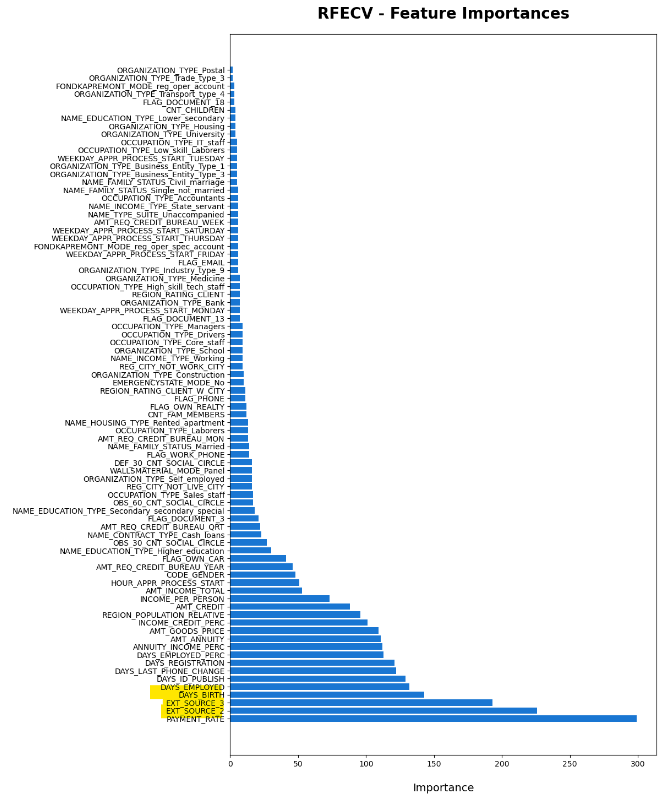 RFECV - Feature Importances
ORGANIZATION_TYPE_Postal
ORGANIZATION_TYPE_Trade_type_3
FONDKAPREMONT_MODE_reg_oper_account
ORGANIZATION_TYPE_Transport_type_4
FLAG_DOCUMENT_18
CNT_CHILDREN
NAME_EDUCATION_TYPE_Lower_secondary
ORGANIZATION_TYPE_Housing
ORGANIZATION_TYPE_University
OCCUPATION_TYPE_IT_staff
OCCUPATION_TYPE_Low_skill_Laborers
WEEKDAY_APPR_PROCESS_START_TUESDAY
ORGANIZATION_TYPE_Business_Entity_Type_1
ORGANIZATION_TYPE_Business_Entity_Type_3
NAME_FAMILY_STATUS_Civil_marriage
NAME_FAMILY_STATUS_Single_not_married
OCCUPATION_TYPE_Accountants
NAME_INCOME_TYPE_State_servant
NAME_TYPE_SUITE_Unaccompanied
AMT_REQ_CREDIT_BUREAU_WEEK
WEEKDAY_APPR_PROCESS_START_SATURDAY
WEEKDAY_APPR_PROCESS_START_THURSDAY
FONDKAPREMONT_MODE_reg_oper_spec_account
WEEKDAY_APPR_PROCESS_START_FRIDAY
FLAG_EMAIL
ORGANIZATION_TYPE_Industry_type_9
ORGANIZATION_TYPE_Medicine
OCCUPATION_TYPE_High_skill_tech_staff
REGION_RATING_CLIENT
ORGANIZATION_TYPE_Bank
WEEKDAY_APPR_PROCESS_START_MONDAY
FLAG_DOCUMENT_13
OCCUPATION_TYPE_Managers
OCCUPATION_TYPE_Drivers
OCCUPATION_TYPE_Core_staff
ORGANIZATION_TYPE_School
NAME_INCOME_TYPE_Working
REG_CITY_NOT_WORK_CITY
ORGANIZATION_TYPE_Construction
EMERGENCYSTATE_MODE_No
REGION_RATING_CLIENT_W_CITY
FLAG_PHONE
FLAG_OWN_REALTY
CNT_FAM_MEMBERS
NAME_HOUSING_TYPE_Rented_apartment
OCCUPATION_TYPE_Laborers
AMT_REQ_CREDIT_BUREAU_MON
NAME_FAMILY_STATUS_Married
FLAG_WORK_PHONE
DEF_30_CNT_SOCIAL_CIRCLE
WALLSMATERIAL_MODE_Panel
ORGANIZATION_TYPE_Self_employed
REG_CITY_NOT_LIVE_CITY
OCCUPATION_TYPE_Sales_staff
OBS_60_CNT_SOCIAL_CIRCLE
NAME_EDUCATION_TYPE_Secondary_secondary_special
FLAG_DOCUMENT_3
AMT_REQ_CREDIT_BUREAU_QRT
NAME_CONTRACT_TYPE_Cash_loans
OBS_30_CNT_SOCIAL_CIRCLE
NAME_EDUCATION_TYPE_Higher_education
FLAG_OWN_CAR
AMT_REQ_CREDIT_BUREAU_YEAR
CODE_GENDER
HOUR_APPR_PROCESS_START
AMT_INCOME_TOTAL
INCOME_PER_PERSON
AMT_CREDIT
REGION_POPULATION_RELATIVE
INCOME_CREDIT_PERC
AMT_GOODS_PRICE
AMT_ANNUITY
ANNUITY_INCOME_PERC
DAYS_EMPLOYED_PERC
DAYS_REGISTRATION
DAYS_LAST_PHONE_CHANGE
DAYS_ID_PUBLISH
DAYS_EMPLOYED
DAYS_BIRTH
EXT_SOURCE_3
EXT_SOURCE_2
PAYMENT_RATE
0 50 100 150 200 250 300
Importance